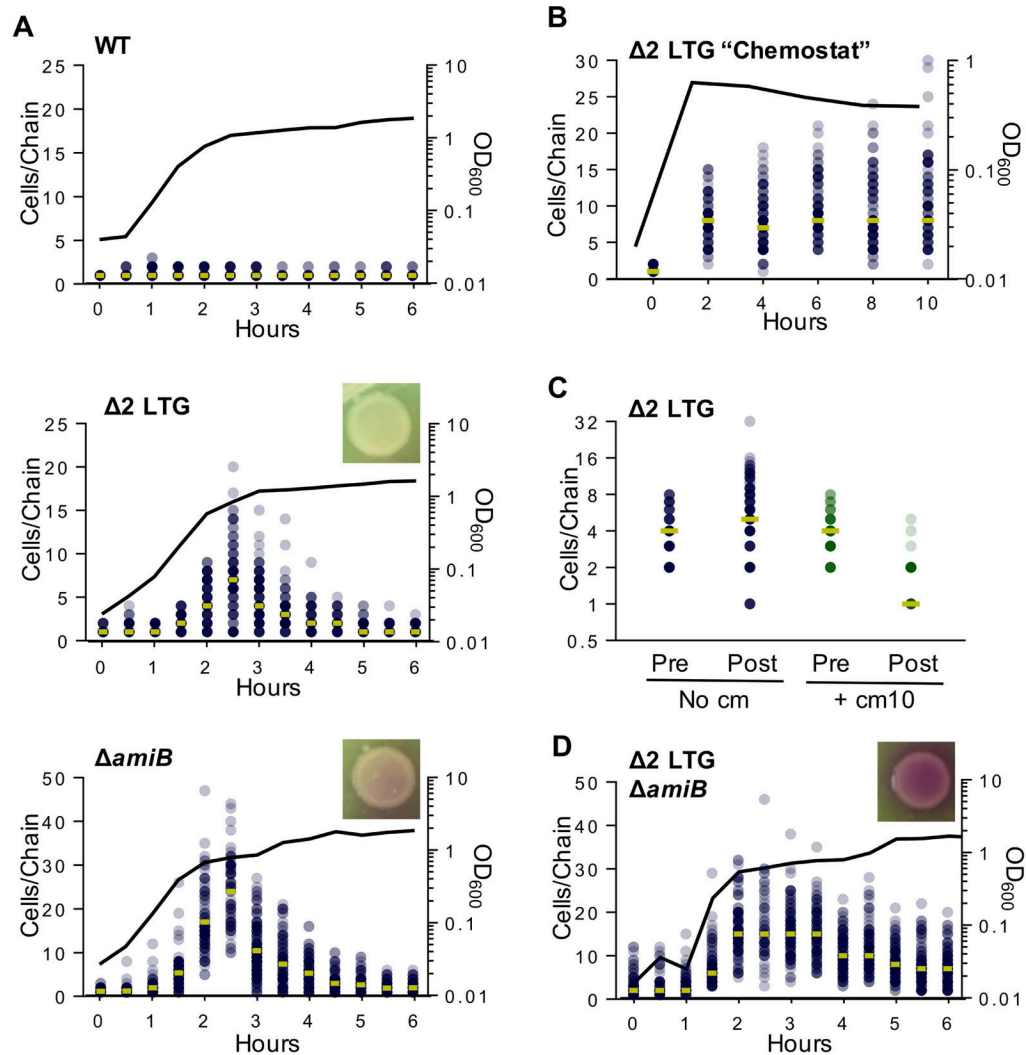 A
WT
25
20
15
10
5
0
Cells/Chain
10
1
0.1
0.01
OD600
0 1 2 3 4 5 6
Hours
Δ2 LTG
25
20
15
10
5
0
Cells/Chain
10
1
0.1
0.01
OD600
0 1 2 3 4 5 6
Hours
ΔamiB
50
40
30
20
10
0
Cells/Chain
10
1
0.1
0.01
OD600
0 1 2 3 4 5 6
Hours
B
Δ2 LTG “Chemostat”
30
25
20
15
10
5
0
Cells/Chain
1
0.1
0.01
OD600
0 2 4 6 8 10
Hours
C
Δ2 LTG
32
16
8
4
2
1
0.5
Cells/Chain
Pre Post Pre Post
No cm + cm10
D
Δ2 LTG
ΔamiB
50
40
30
20
10
0
Cells/Chain
10
1
0.1
0.01
OD600
0 1 2 3 4 5 6
Hours